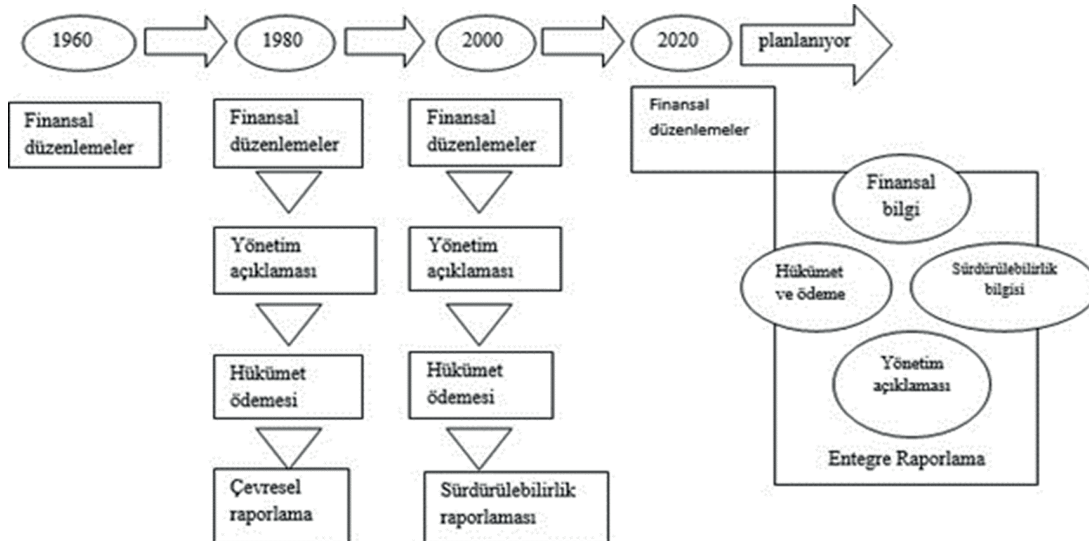 1960
1980
2000
2020
planlanıyor
Finansal
düzenlemeler
Finansal
düzenlemeler
Yönetim
açıklaması
Hükümet
ödemesi
Çevresel
raporlama
Finansal
düzenlemeler
Yönetim
açıklaması
Hükümet
ödemesi
Sürdürülebilirlik
raporlaması
Finansal
düzenlemeler
Finansal
bilgi
Hükümet
ve ödeme
Sürdürülebilirlik
bilgisi
Yönetim
açıklaması
Entegre Raporlama